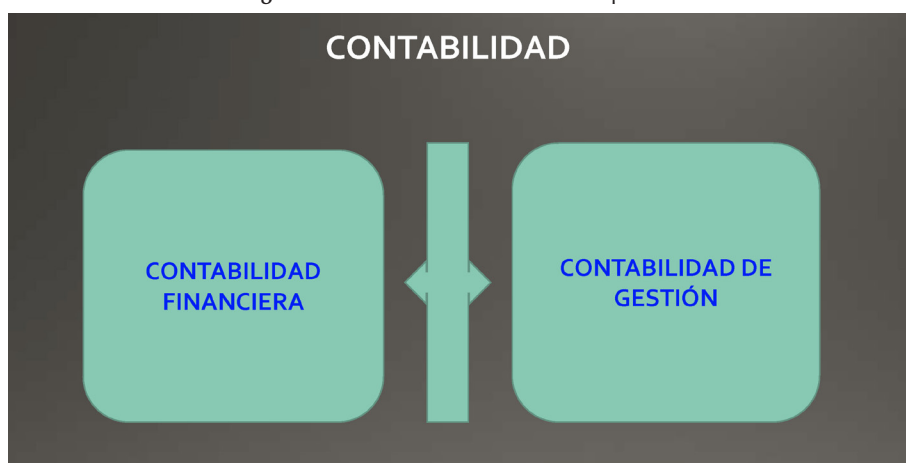 CONTABILIDAD
CONTABILIDAD
FINANCIERA
CONTABILIDAD DE
GESTIÓN